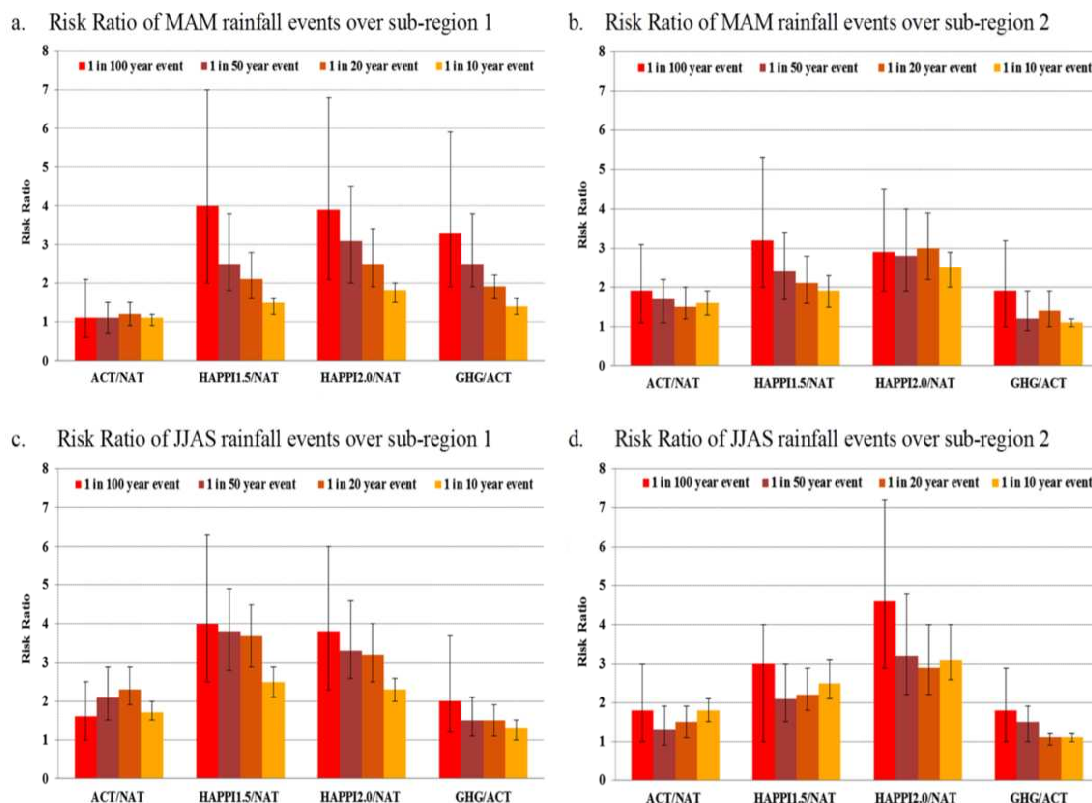 a. Risk Ratio of MAM rainfall events over sub-region 1
8
1 in 100 year event 1 in 50 year event 1 in 20 year event 1 in 10 year event
7
6
5
4
3
2
1
0
Risk Ratio
ACT/NAT HAPPI1.5/NAT HAPPI2.0/NAT GHG/ACT
b. Risk Ratio of MAM rainfall events over sub-region 2
8
1 in 100 year event 1 in 50 year event 1 in 20 year event 1 in 10 year event
7
6
5
4
3
2
1
0
Risk Ratio
ACT/NAT HAPPI1.5/NAT HAPPI2.0/NAT GHG/ACT
c. Risk Ratio of JJAS rainfall events over sub-region 1
8
1 in 100 year event 1 in 50 year event 1 in 20 year event 1 in 10 year event
7
6
5
4
3
2
1
0
Risk Ratio
ACT/NAT HAPPI1.5/NAT HAPPI2.0/NAT GHG/ACT
d. Risk Ratio of JJAS rainfall events over sub-region 2
8
1 in 100 year event 1 in 50 year event 1 in 20 year event 1 in 10 year event
7
6
5
4
3
2
1
0
Risk Ratio
ACT/NAT HAPPI1.5/NAT HAPPI2.0/NAT GHG/ACT